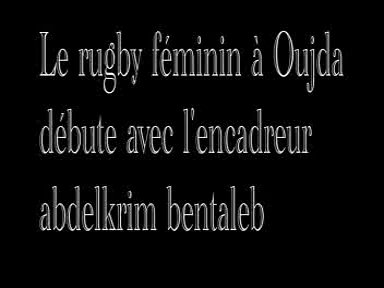 Le rugby féminin à Oujda
débute avec l'encadreur
abdelkrim bentaleb